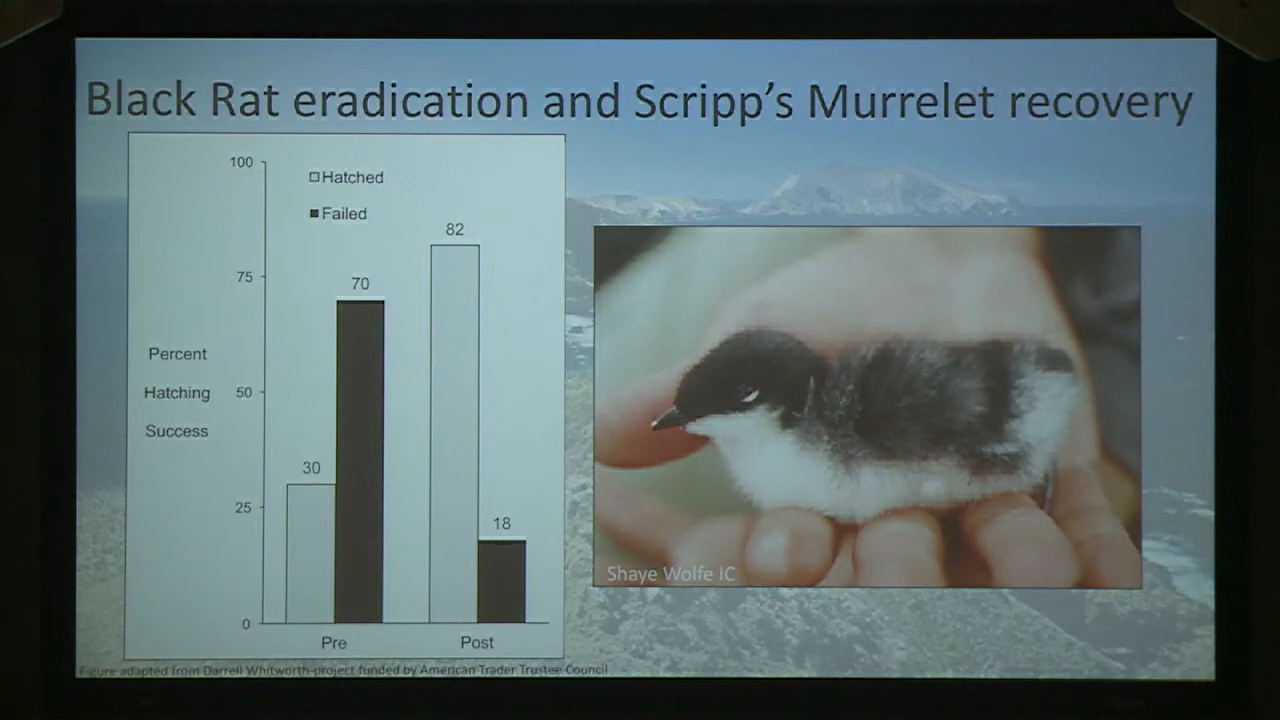 Black Rat eradication and Scripp's Murrelet recovery
100
75
50
25
0
Hatched
Failed
Percent
Hatching
Success
30
70
82
18
Pre
Post
Shaye Wolfe IC
Figure adapted from Darrell Whitworth-project funded by American Trader Trustee Council